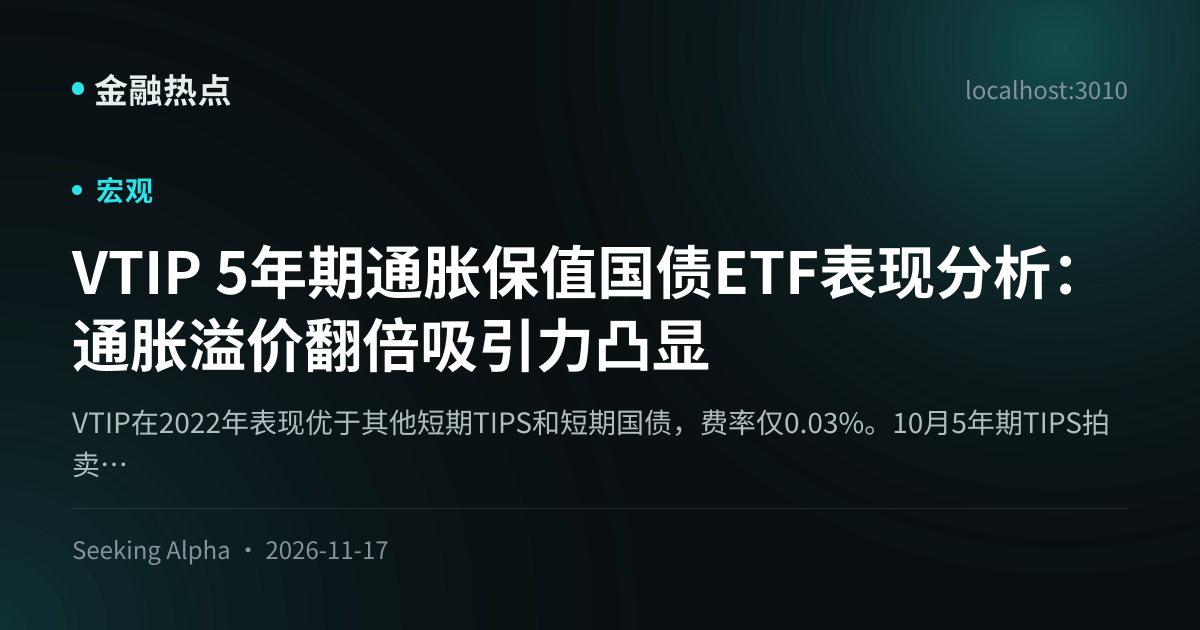 金融热点
localhost:3010
宏观
VTIP 5年期通胀保值国债ETF表现分析：
通胀溢价翻倍吸引力凸显
VTIP在2022年表现优于其他短期TIPS和短期国债，费率仅0.03%。10月5年期TIPS拍
卖…
Seeking Alpha · 2026-11-17